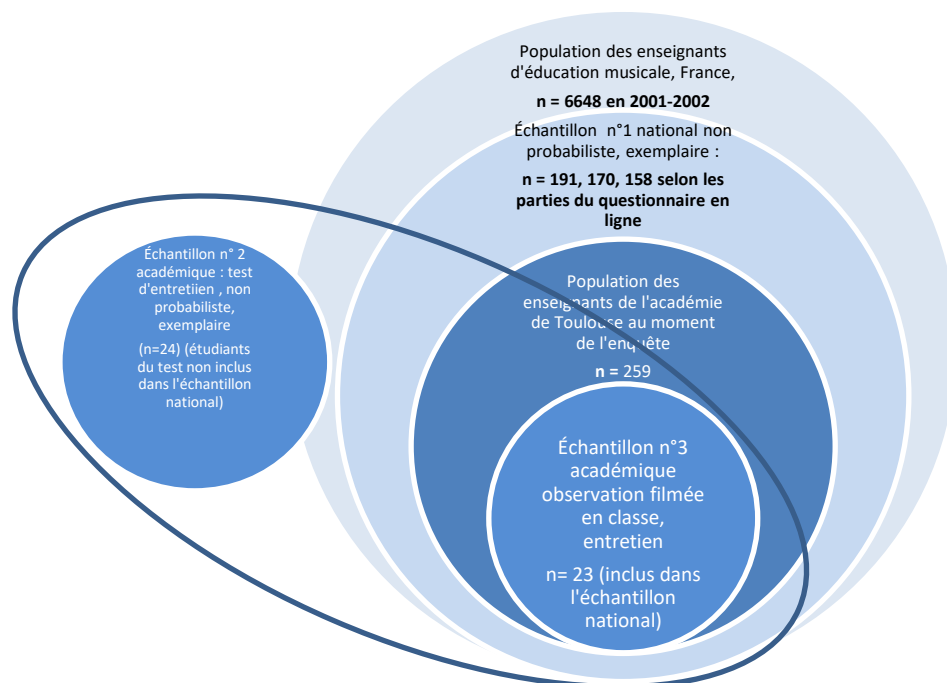 Population des enseignants
d'éducation musicale, France,
n = 6648 en 2001-2002
Échantillon n°1 national non
probabiliste, exemplaire :
n = 191, 170, 158 selon les
parties du questionnaire en
ligne
Échantillon n° 2
académique : test
d'entretiien , non
probabiliste,
exemplaire
(n=24) (étudiants
du test non inclus
dans l'échantillon
national)
Population des
enseignants de l'académie
de Toulouse au moment
de l'enquête
n = 259
Échantillon n°3
académique
observation filmée
en classe,
entretien
n= 23 (inclus dans
l'échantillon
national)